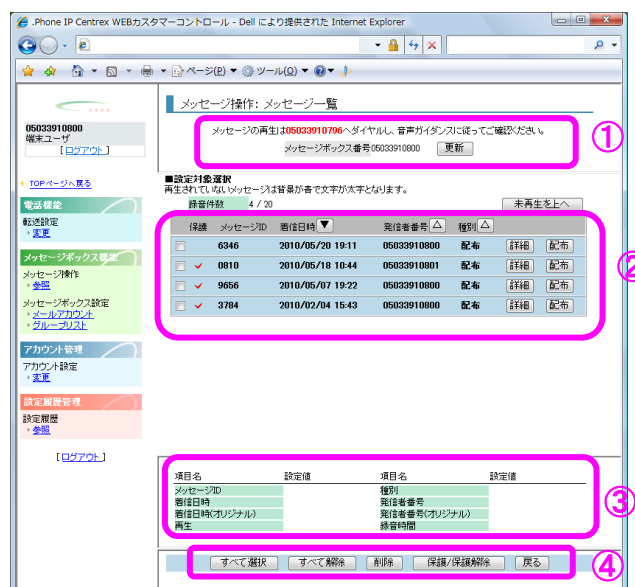 .Phone IP Centrex WEBカスタマーコントロール - Dell により提供された Internet Explorer
ページ(P) ツール(O)
05033910800
端末ユーザ
[ログアウト]
TOPページへ戻る
電話機能
転送設定
変更
メッセージボックス機能
メッセージ操作
参照
メッセージボックス設定
メールアカウント
グループリスト
アカウント管理
アカウント設定
変更
設定履歴管理
設定履歴
参照
[ログアウト]
メッセージ操作: メッセージ一覧
メッセージの再生は05033910796へダイヤルし、音声ガイダンスに従ってご確認ください。
メッセージボックス番号05033910800 更新
①
■設定対象選択
再生されていないメッセージは背景が青で文字が太字となります。
録音件数 4 / 20 未再生を上へ
保護 メッセージID 着信日時▼ 発信者番号△ 種別△
6346 2010/05/20 19:11 05033910800 配布 詳細 配布
✓ 0810 2010/05/18 10:44 05033910801 配布 詳細 配布
✓ 9656 2010/05/07 19:22 05033910800 配布 詳細 配布
✓ 3784 2010/02/04 15:43 05033910800 配布 詳細 配布
②
項目名 設定値 項目名 設定値
メッセージID 種別
着信日時 発信者番号
着信日時(オリジナル) 発信者番号(オリジナル)
再生 録音時間
③
すべて選択 すべて解除 削除 保護/保護解除 戻る
④